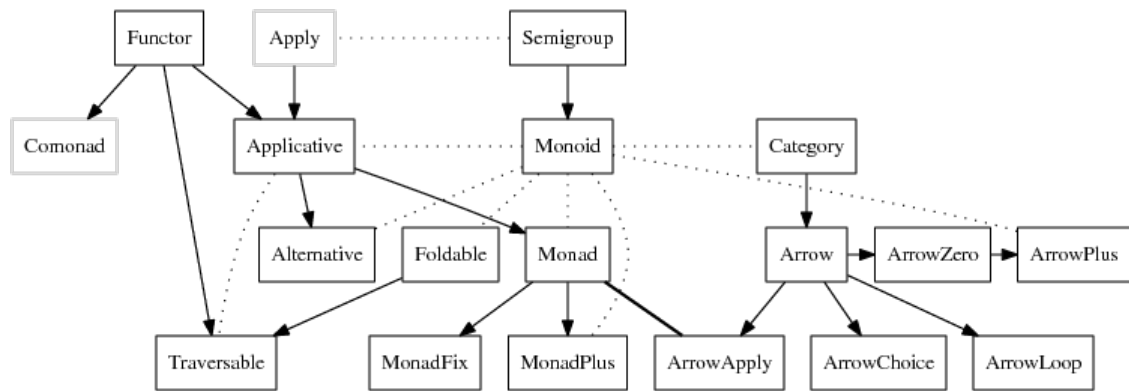 Functor
Apply
Semigroup
Comonad
Applicative
Monoid
Category
Alternative
Foldable
Monad
Arrow
ArrowZero
ArrowPlus
Traversable
MonadFix
MonadPlus
ArrowApply
ArrowChoice
ArrowLoop